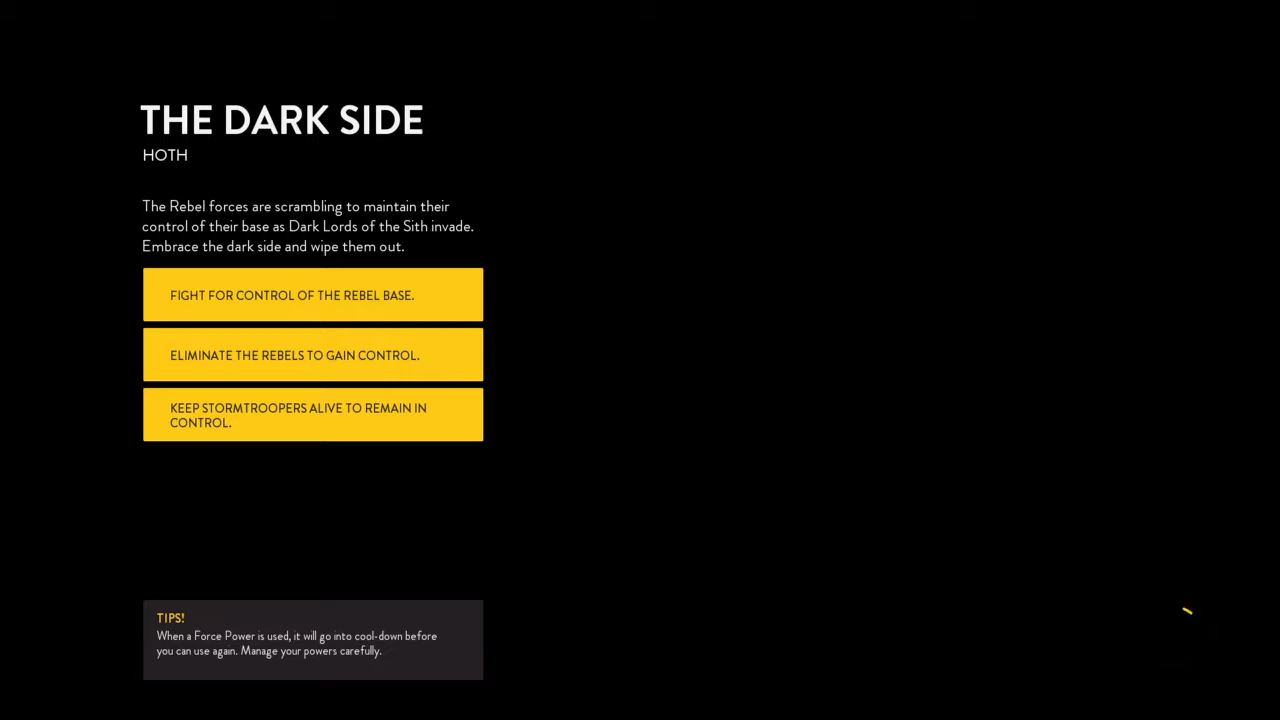 THE DARK SIDE
HOTH
The Rebel forces are scrambling to maintain their
control of their base as Dark Lords of the Sith invade.
Embrace the dark side and wipe them out.
FIGHT FOR CONTROL OF THE REBEL BASE.
ELIMINATE THE REBELS TO GAIN CONTROL.
KEEP STORMTROOPERS ALIVE TO REMAIN IN
CONTROL.
TIPS!
When a Force Power is used, it will go into cool-down before
you can use again. Manage your powers carefully.